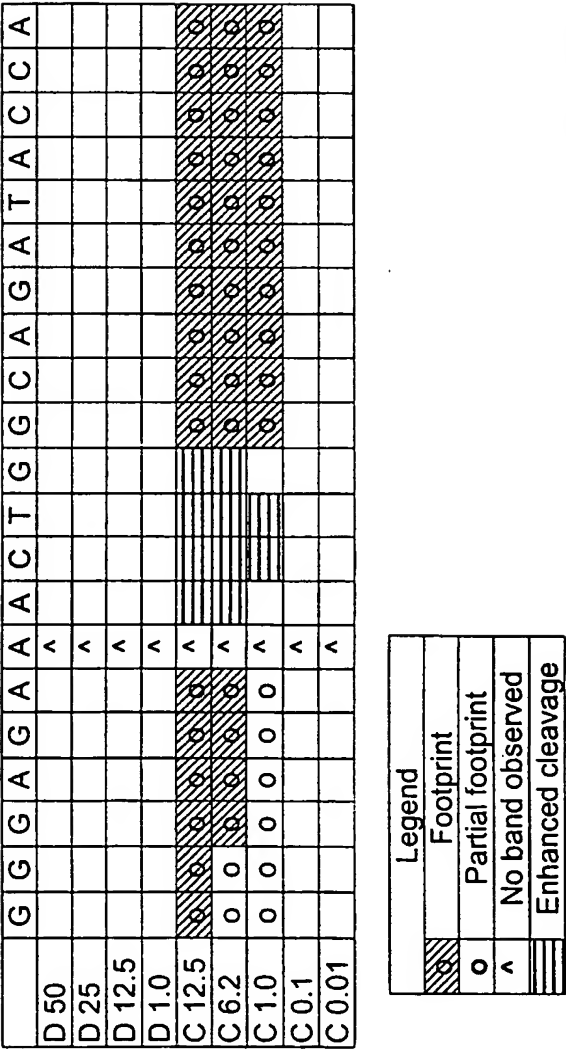 G G G A G A A A C T G G C A G A T A C C A
D 50 ^
D 25 ^
D 12.5 ^
D 1.0 ^
C 12.5 o o o o o o ^ o o o o o o o o o o
C 6.2 o o o o o o ^ o o o o o o o o o o
C 1.0 o o o o o o ^ o o o o o o o o o o
C 0.1 ^
C 0.01 ^
Legend
o Footprint
o Partial footprint
^ No band observed
Enhanced cleavage